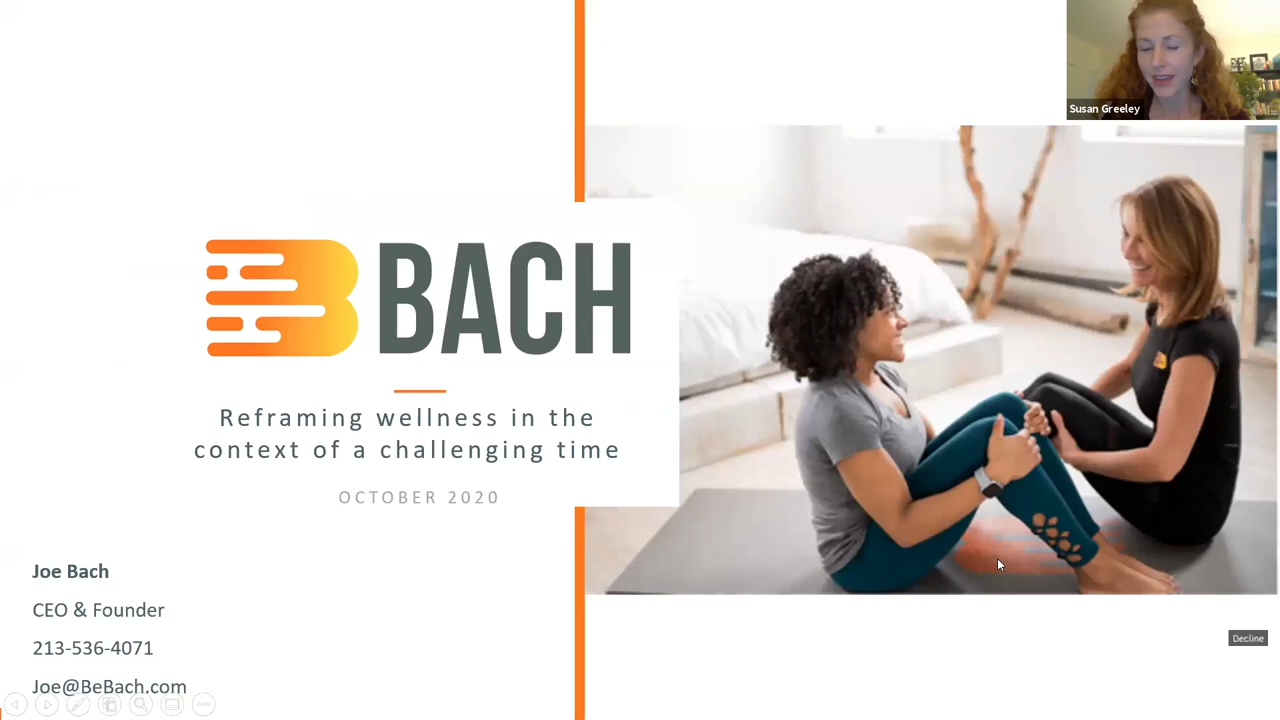 Susan Greeley
BACH
Reframing wellness in the
context of a challenging time
OCTOBER 2020
Joe Bach
CEO & Founder
213-536-4071
Joe@BeBach.com
Decline